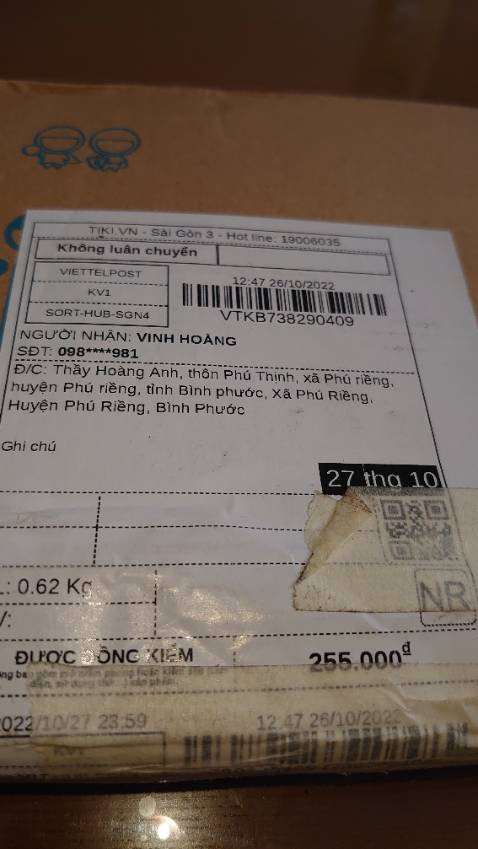 TIKI.VN - Sài Gòn 3 - Hot line: 19006035
Không luân chuyển
VIETTELPOST
KV1
SORT-HUB-SGN4
12:47 26/10/2022
VTKB738290409
NGƯỜI NHẬN: VINH HOÀNG
SĐT: 098****981
Đ/C: Thầy Hoàng Anh, thôn Phú Thịnh, xã Phú riềng,
huyện Phú riềng, tỉnh Bình phước, Xã Phú Riềng,
Huyện Phú Riềng, Bình Phước
Ghi chú
27 thg 10
.: 0.62 Kg
NR
ĐƯỢC ĐỒNG KIỂM
255.000đ
022/10/27 23:59
12:47 26/10/2022
KV1